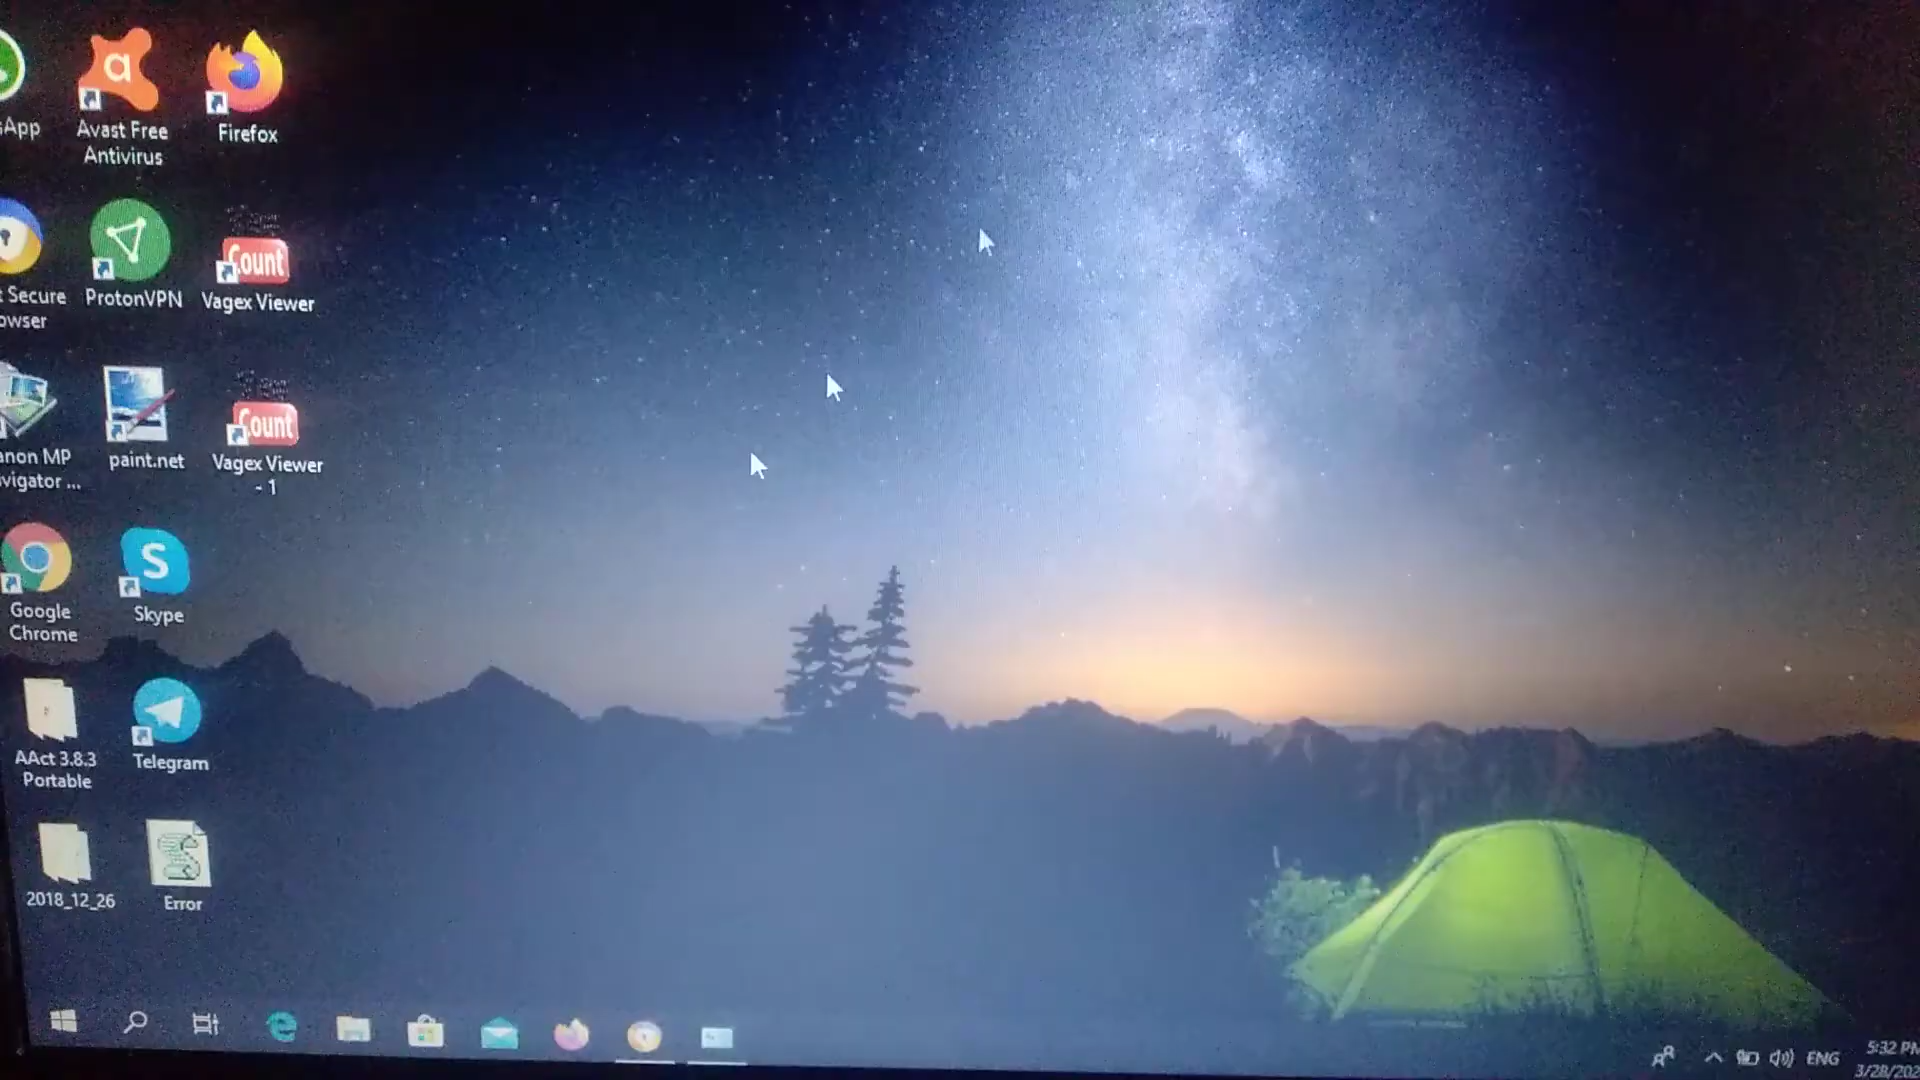 sApp
Avast Free
Antivirus
Firefox
t Secure
owser
ProtonVPN
Count
Vagex Viewer
anon MP
vigator ...
paint.net
Count
Vagex Viewer
- 1
Google
Chrome
S
Skype
AAct 3.8.3
Portable
Telegram
2018_12_26
Error
ENG
5:32 PM
3/28/202